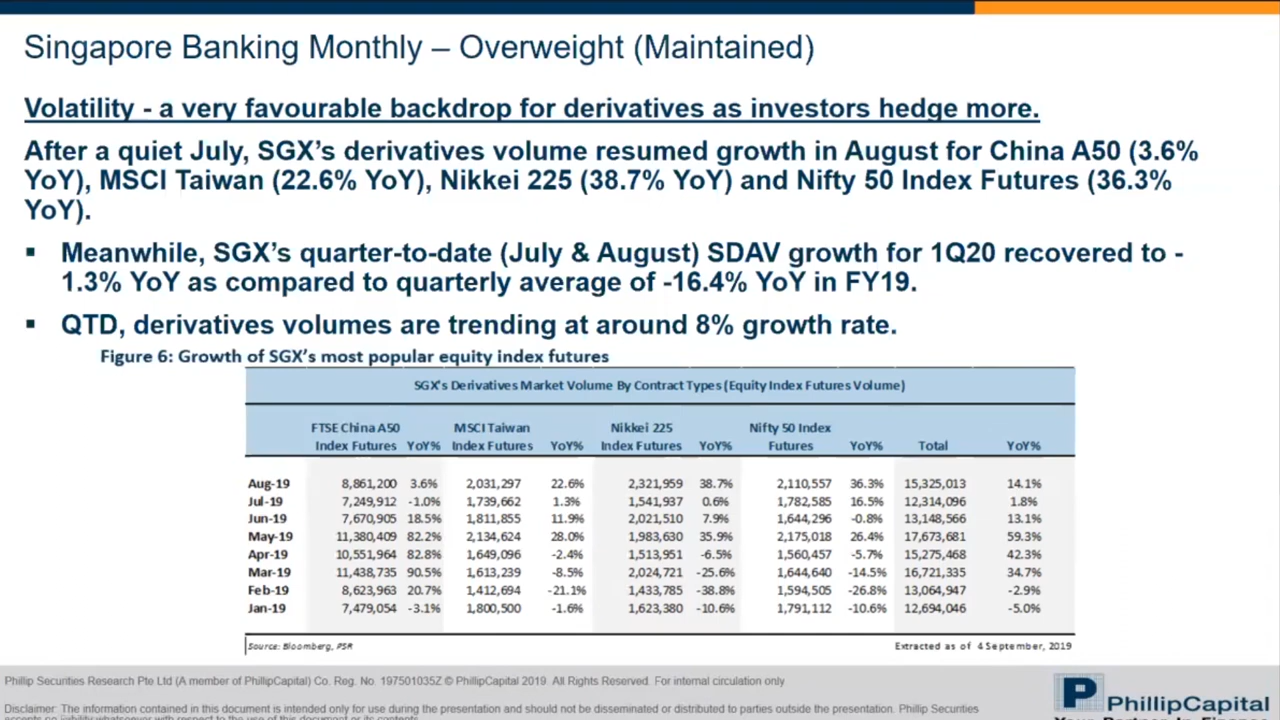 Singapore Banking Monthly – Overweight (Maintained)
Volatility - a very favourable backdrop for derivatives as investors hedge more.
After a quiet July, SGX’s derivatives volume resumed growth in August for China A50 (3.6%
YoY), MSCI Taiwan (22.6% YoY), Nikkei 225 (38.7% YoY) and Nifty 50 Index Futures (36.3%
YoY).
▪ Meanwhile, SGX’s quarter-to-date (July & August) SDAV growth for 1Q20 recovered to -
1.3% YoY as compared to quarterly average of -16.4% YoY in FY19.
▪ QTD, derivatives volumes are trending at around 8% growth rate.
Figure 6: Growth of SGX’s most popular equity index futures
SGX's Derivatives Market Volume By Contract Types (Equity Index Futures Volume)
FTSE China A50 MSCI Taiwan Nikkei 225 Nifty 50 Index
Index Futures YoY% Index Futures YoY% Index Futures YoY% Futures YoY% Total YoY%
Aug-19 8,861,200 3.6% 2,031,297 22.6% 2,321,959 38.7% 2,110,557 36.3% 15,325,013 14.1%
Jul-19 7,249,912 -1.0% 1,739,662 1.3% 1,541,937 0.6% 1,782,585 16.5% 12,314,096 1.8%
Jun-19 7,670,905 18.5% 1,811,855 11.9% 2,021,510 7.9% 1,644,296 -0.8% 13,148,566 13.1%
May-19 11,380,409 82.2% 2,134,624 28.0% 1,983,630 35.9% 2,175,018 26.4% 17,673,681 59.3%
Apr-19 10,551,964 82.8% 1,649,096 -2.4% 1,513,951 -6.5% 1,560,457 -5.7% 15,275,468 42.3%
Mar-19 11,438,735 90.5% 1,613,239 -8.5% 2,024,721 -25.6% 1,644,640 -14.5% 16,721,335 34.7%
Feb-19 8,623,963 20.7% 1,412,694 -21.1% 1,433,785 -38.8% 1,594,505 -26.8% 13,064,947 -2.9%
Jan-19 7,479,054 -3.1% 1,800,500 -1.6% 1,623,380 -10.6% 1,791,112 -10.6% 12,694,046 -5.0%
Source: Bloomberg, PSR Extracted as of 4 September, 2019
Phillip Securities Research Pte Ltd (A member of PhillipCapital) Co. Reg. No. 197501035Z © PhillipCapital 2019. All Rights Reserved. For internal circulation only
Disclaimer: The information contained in this document is intended only for use during the presentation and should not be disseminated or distributed to parties outside the presentation. Phillip Securities
accepts no liability whatsoever with respect to the use of this document or its contents.
PhillipCapital